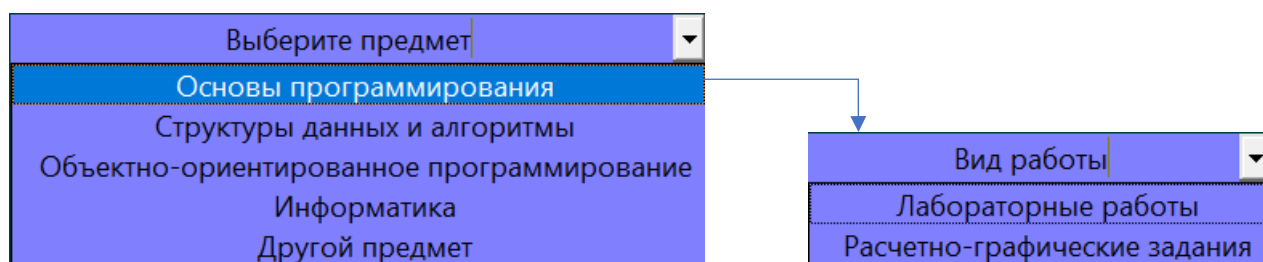 Выберите предмет
Основы программирования
Структуры данных и алгоритмы
Объектно-ориентированное программирование
Информатика
Другой предмет
Вид работы
Лабораторные работы
Расчетно-графические задания